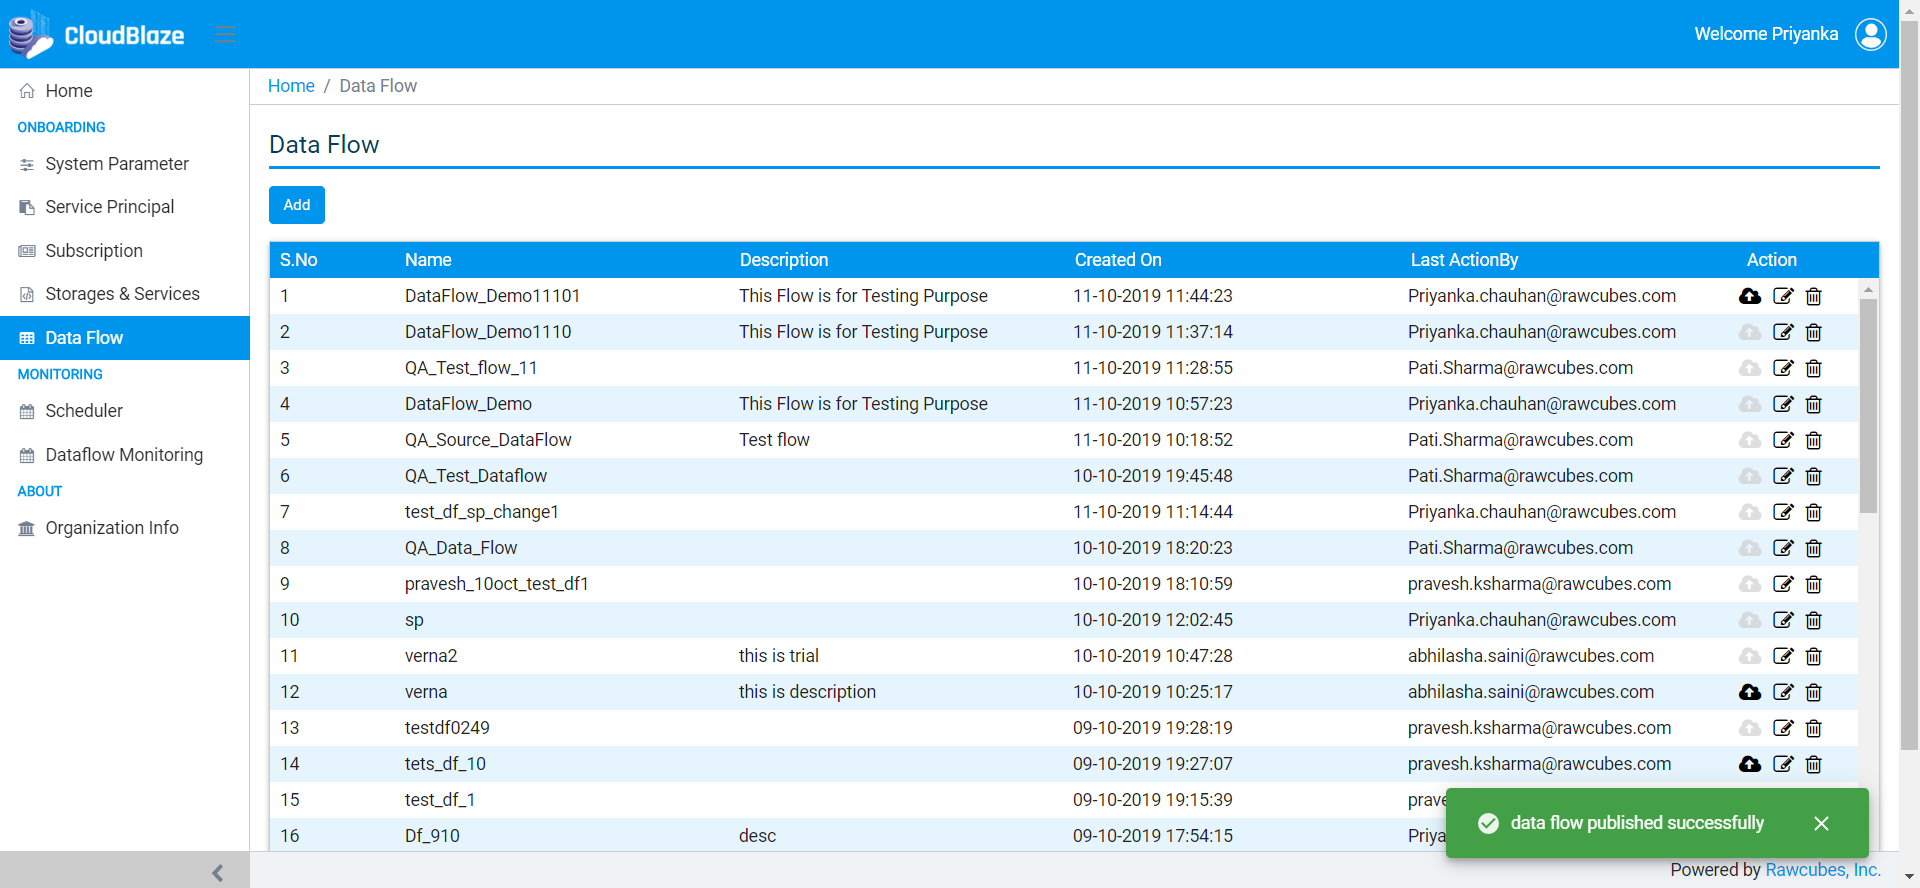 CloudBlaze
Welcome Priyanka
Home
ONBOARDING
System Parameter
Service Principal
Subscription
Storages & Services
Data Flow
MONITORING
Scheduler
Dataflow Monitoring
ABOUT
Organization Info
Home / Data Flow
Data Flow
Add
S.No Name Description Created On Last ActionBy Action
1 DataFlow_Demo11101 This Flow is for Testing Purpose 11-10-2019 11:44:23 Priyanka.chauhan@rawcubes.com
2 DataFlow_Demo1110 This Flow is for Testing Purpose 11-10-2019 11:37:14 Priyanka.chauhan@rawcubes.com
3 QA_Test_flow_11 11-10-2019 11:28:55 Pati.Sharma@rawcubes.com
4 DataFlow_Demo This Flow is for Testing Purpose 11-10-2019 10:57:23 Priyanka.chauhan@rawcubes.com
5 QA_Source_DataFlow Test flow 11-10-2019 10:18:52 Pati.Sharma@rawcubes.com
6 QA_Test_Dataflow 10-10-2019 19:45:48 Pati.Sharma@rawcubes.com
7 test_df_sp_change1 11-10-2019 11:14:44 Priyanka.chauhan@rawcubes.com
8 QA_Data_Flow 10-10-2019 18:20:23 Pati.Sharma@rawcubes.com
9 pravesh_10oct_test_df1 10-10-2019 18:10:59 pravesh.ksharma@rawcubes.com
10 sp 10-10-2019 12:02:45 Priyanka.chauhan@rawcubes.com
11 verna2 this is trial 10-10-2019 10:47:28 abhilasha.saini@rawcubes.com
12 verna this is description 10-10-2019 10:25:17 abhilasha.saini@rawcubes.com
13 testdf0249 09-10-2019 19:28:19 pravesh.ksharma@rawcubes.com
14 tets_df_10 09-10-2019 19:27:07 pravesh.ksharma@rawcubes.com
15 test_df_1 09-10-2019 19:15:39 prave
16 Df_910 desc 09-10-2019 17:54:15 Priya
data flow published successfully
Powered by Rawcubes, Inc.